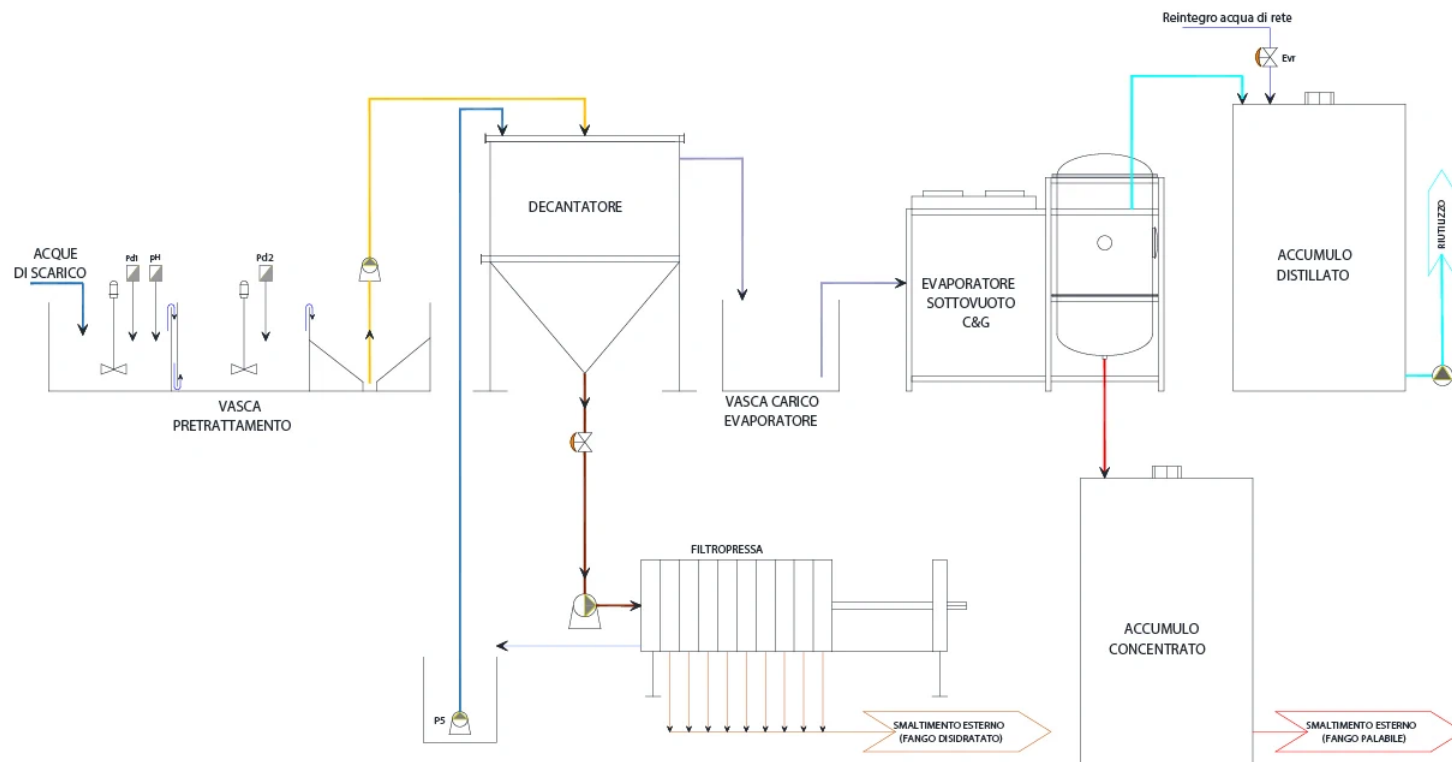 Reintegro acqua di rete
Evr
DECANTATORE
ACQUE
DI SCARICO
Pd1
pH
Pd2
EVAPORATORE
SOTTOVUOTO
C&G
ACCUMULO
DISTILLATO
RIUTILIZZO
VASCA
PRETRATTAMENTO
VASCA CARICO
EVAPORATORE
FILTROPRESSA
ACCUMULO
CONCENTRATO
P5
SMALTIMENTO ESTERNO
(FANGO DISIDRATATO)
SMALTIMENTO ESTERNO
(FANGO PALABILE)